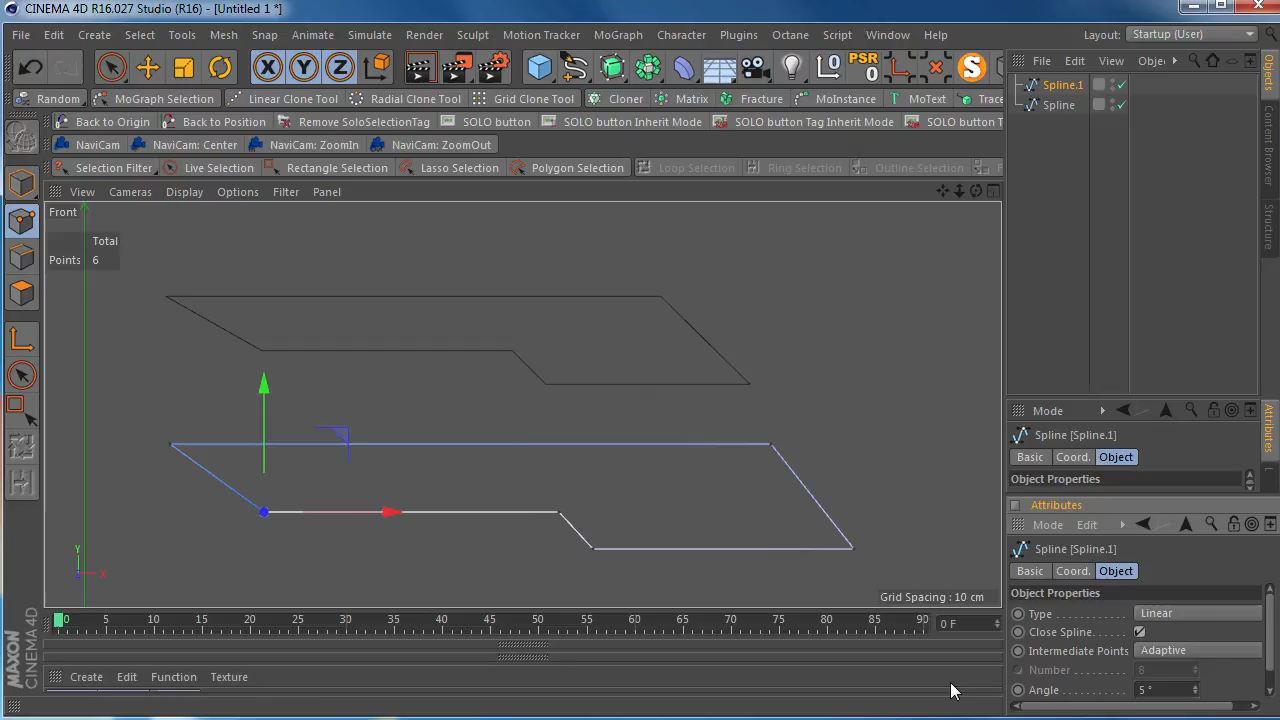 CINEMA 4D R16.027 Studio (R16) - [Untitled 1 *]
File Edit Create Select Tools Mesh Snap Animate Simulate Render Sculpt Motion Tracker MoGraph Character Plugins Octane Script Window Help Layout: Startup (User)
X Y Z PSR 0 0 S
File Edit View Objec
Random MoGraph Selection Linear Clone Tool Radial Clone Tool Grid Clone Tool Cloner Matrix Fracture MoInstance MoText Trace
Spline.1
Spline
Back to Origin Back to Position Remove SoloSelectionTag SOLO button SOLO button Inherit Mode SOLO button Tag Inherit Mode SOLO button T
NaviCam NaviCam: Center NaviCam: ZoomIn NaviCam: ZoomOut
Selection Filter Live Selection Rectangle Selection Lasso Selection Polygon Selection Loop Selection Ring Selection Outline Selection F
View Cameras Display Options Filter Panel
Front
Total
Points 6
Y
X
Grid Spacing : 10 cm
0 5 10 15 20 25 30 35 40 45 50 55 60 65 70 75 80 85 90 0 F
Create Edit Function Texture
MAXON
CINEMA 4D
Objects
Content Browser
Structure
Attributes
Mode
Spline [Spline.1]
Basic Coord. Object
Object Properties
Attributes
Mode Edit
Spline [Spline.1]
Basic Coord. Object
Object Properties
Type Linear
Close Spline
Intermediate Points Adaptive
Number 8
Angle 5 °